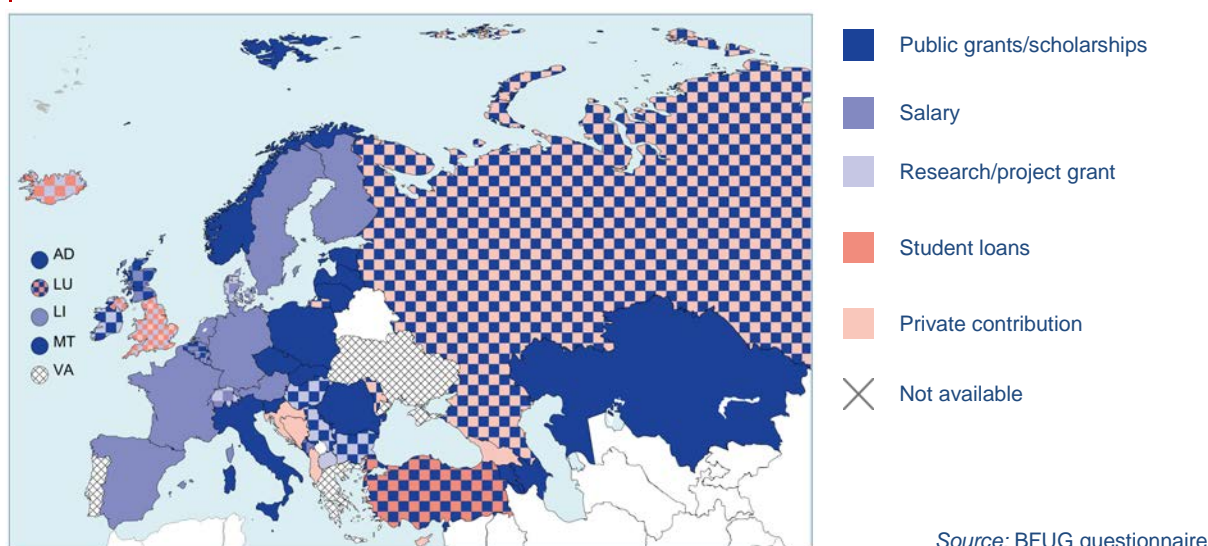 AD
LU
LI
MT
VA
Public grants/scholarships
Salary
Research/project grant
Student loans
Private contribution
Not available
Source: BFUG questionnaire